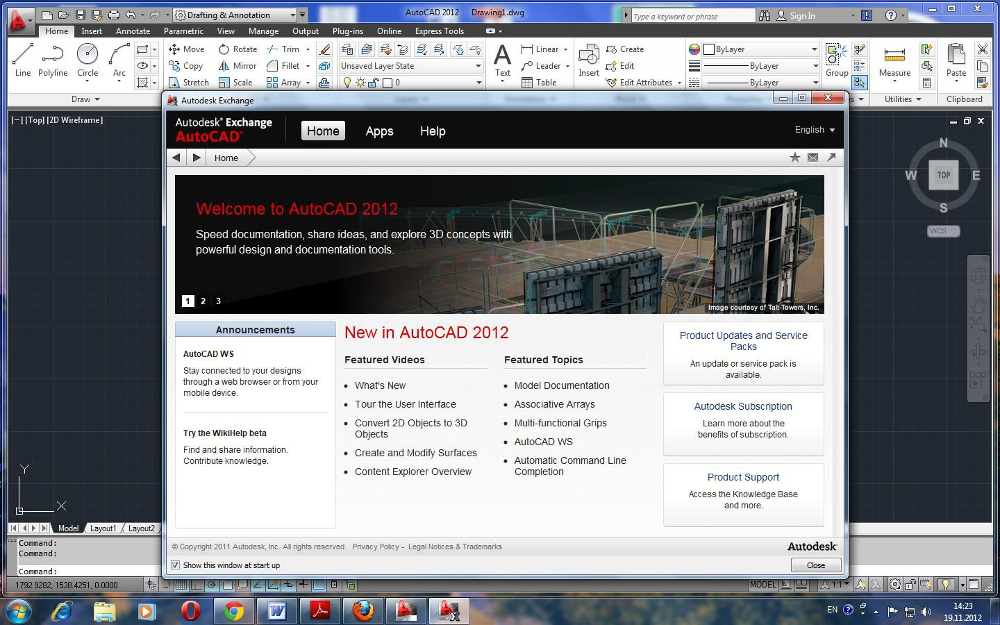 Drafting & Annotation
AutoCAD 2012 Drawing1.dwg
Type a keyword or phrase
Sign In
Home Insert Annotate Parametric View Manage Output Plug-ins Online Express Tools
Line Polyline Circle Arc
Move Rotate Trim
Copy Mirror Fillet
Stretch Scale Array
Unsaved Layer State
0
Text
Linear
Leader
Table
Insert
Create
Edit
Edit Attributes
ByLayer
ByLayer
ByLayer
Group
Measure
Paste
Draw
Utilities
Clipboard
[−] [Top] [2D Wireframe]
N
W TOP E
S
WCS
Autodesk Exchange
Autodesk® Exchange
AutoCAD®
Home Apps Help
English
Home
Welcome to AutoCAD 2012
Speed documentation, share ideas, and explore 3D concepts with
powerful design and documentation tools.
1 2 3
Image courtesy of Tait Towers, Inc.
Announcements
AutoCAD WS
Stay connected to your designs
through a web browser or from your
mobile device.
Try the WikiHelp beta
Find and share information.
Contribute knowledge.
New in AutoCAD 2012
Featured Videos
What's New
Tour the User Interface
Convert 2D Objects to 3D
Objects
Create and Modify Surfaces
Content Explorer Overview
Featured Topics
Model Documentation
Associative Arrays
Multi-functional Grips
AutoCAD WS
Automatic Command Line
Completion
Product Updates and Service
Packs
An update or service pack is
available.
Autodesk Subscription
Learn more about the
benefits of subscription.
Product Support
Access the Knowledge Base
and more.
© Copyright 2011 Autodesk, Inc. All rights reserved. Privacy Policy - Legal Notices & Trademarks
Autodesk
Show this window at start up
Close
Y
X
Model Layout1 Layout2
Command:
Command:
Command:
1792.9282, 1538.4251, 0.0000
MODEL
1:1
EN
14:23
19.11.2012